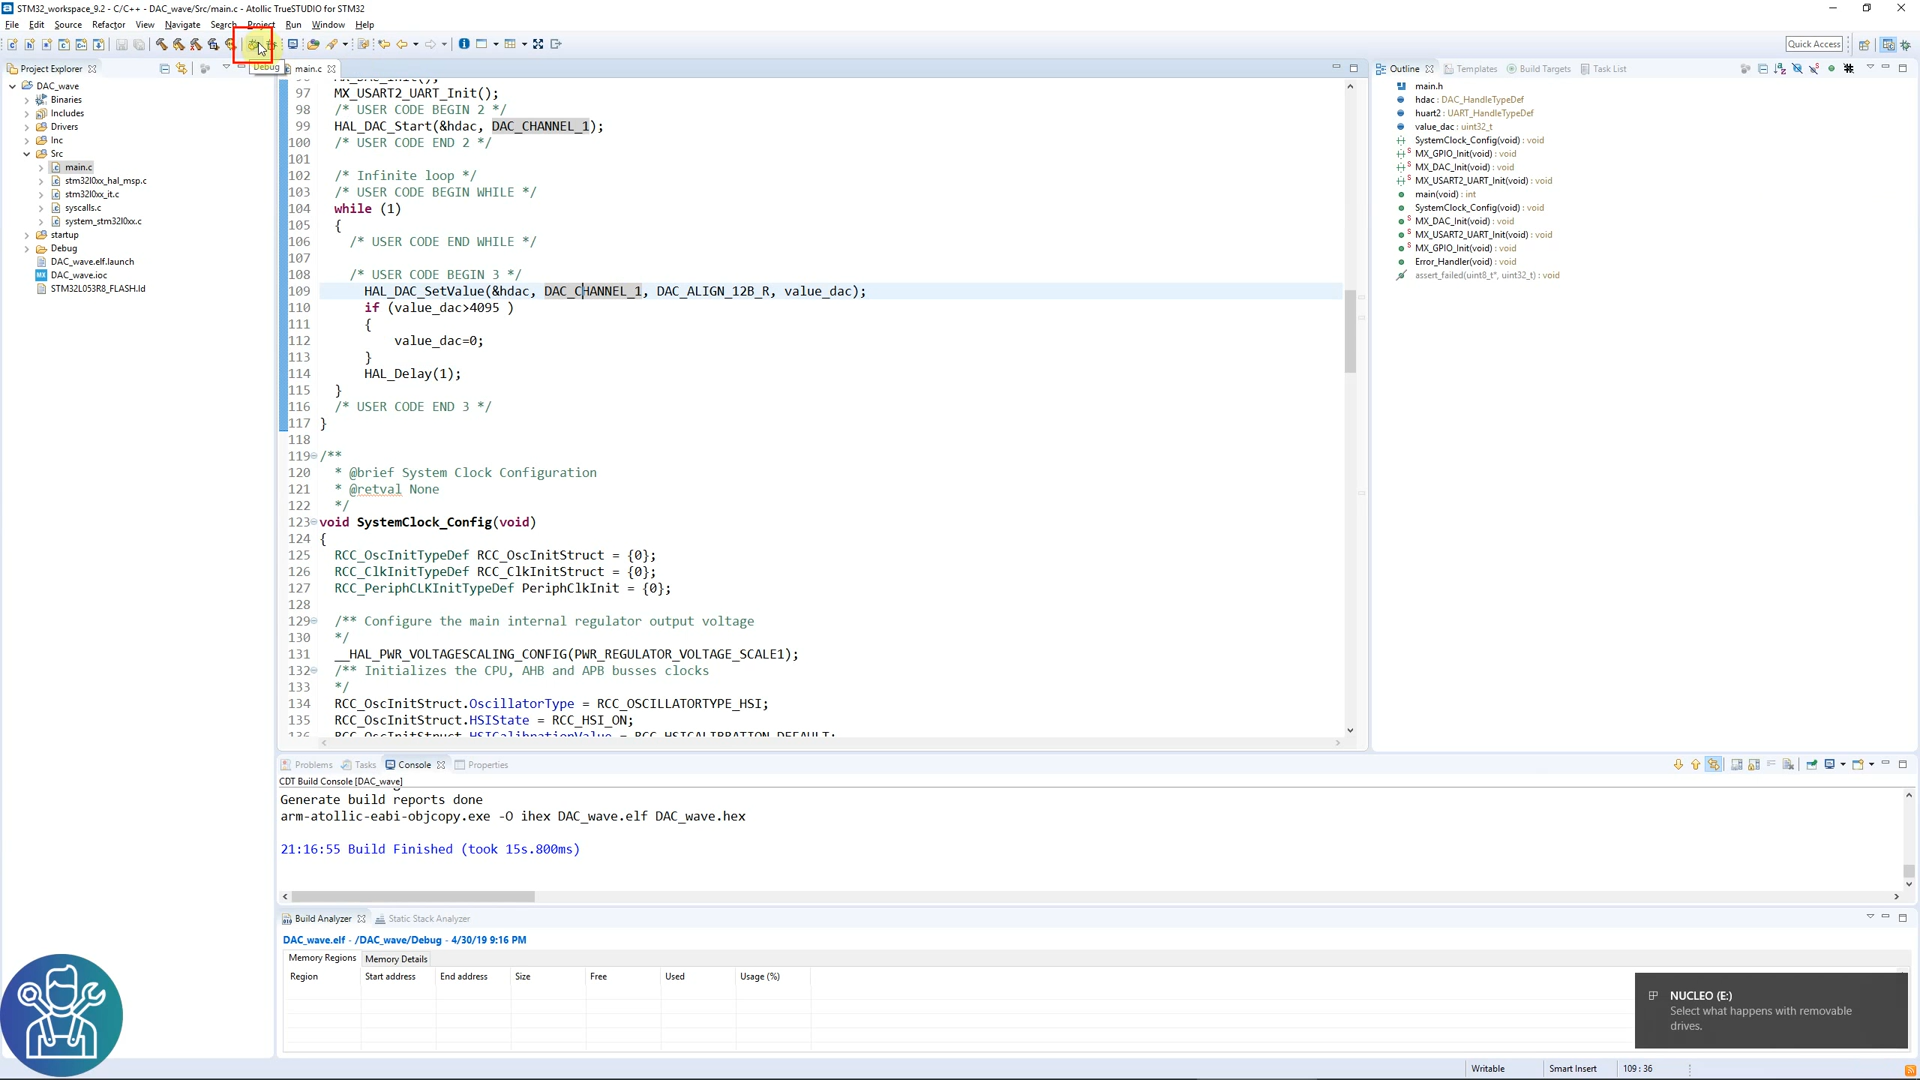 STM32_workspace_9.2 - C/C++ - DAC_wave/Src/main.c - Atollic TrueSTUDIO for STM32
File Edit Source Refactor View Navigate Search Project Run Window Help
Quick Access
Debug
Project Explorer
DAC_wave
Binaries
Includes
Drivers
Inc
Src
main.c
stm32l0xx_hal_msp.c
stm32l0xx_it.c
syscalls.c
system_stm32l0xx.c
startup
Debug
DAC_wave.elf.launch
DAC_wave.ioc
STM32L053R8_FLASH.ld
main.c
97 MX_USART2_UART_Init();
98 /* USER CODE BEGIN 2 */
99 HAL_DAC_Start(&hdac, DAC_CHANNEL_1);
100 /* USER CODE END 2 */
101
102 /* Infinite loop */
103 /* USER CODE BEGIN WHILE */
104 while (1)
105 {
106 /* USER CODE END WHILE */
107
108 /* USER CODE BEGIN 3 */
109 HAL_DAC_SetValue(&hdac, DAC_CHANNEL_1, DAC_ALIGN_12B_R, value_dac);
110 if (value_dac>4095 )
111 {
112 value_dac=0;
113 }
114 HAL_Delay(1);
115 }
116 /* USER CODE END 3 */
117 }
118
119 /**
120 * @brief System Clock Configuration
121 * @retval None
122 */
123 void SystemClock_Config(void)
124 {
125 RCC_OscInitTypeDef RCC_OscInitStruct = {0};
126 RCC_ClkInitTypeDef RCC_ClkInitStruct = {0};
127 RCC_PeriphCLKInitTypeDef PeriphClkInit = {0};
128
129 /** Configure the main internal regulator output voltage
130 */
131 __HAL_PWR_VOLTAGESCALING_CONFIG(PWR_REGULATOR_VOLTAGE_SCALE1);
132 /** Initializes the CPU, AHB and APB busses clocks
133 */
134 RCC_OscInitStruct.OscillatorType = RCC_OSCILLATORTYPE_HSI;
135 RCC_OscInitStruct.HSIState = RCC_HSI_ON;
136 RCC_OscInitStruct.HSICalibrationValue = RCC_HSICALIBRATION_DEFAULT;
Outline Templates Build Targets Task List
main.h
hdac : DAC_HandleTypeDef
huart2 : UART_HandleTypeDef
value_dac : uint32_t
SystemClock_Config(void) : void
MX_GPIO_Init(void) : void
MX_DAC_Init(void) : void
MX_USART2_UART_Init(void) : void
main(void) : int
SystemClock_Config(void) : void
MX_DAC_Init(void) : void
MX_USART2_UART_Init(void) : void
MX_GPIO_Init(void) : void
Error_Handler(void) : void
assert_failed(uint8_t*, uint32_t) : void
Problems Tasks Console Properties
CDT Build Console [DAC_wave]
Generate build reports done
arm-atollic-eabi-objcopy.exe -O ihex DAC_wave.elf DAC_wave.hex
21:16:55 Build Finished (took 15s.800ms)
Build Analyzer Static Stack Analyzer
DAC_wave.elf - /DAC_wave/Debug - 4/30/19 9:16 PM
Memory Regions Memory Details
Region Start address End address Size Free Used Usage (%)
NUCLEO (E:)
Select what happens with removable
drives.
Writable Smart Insert 109 : 36